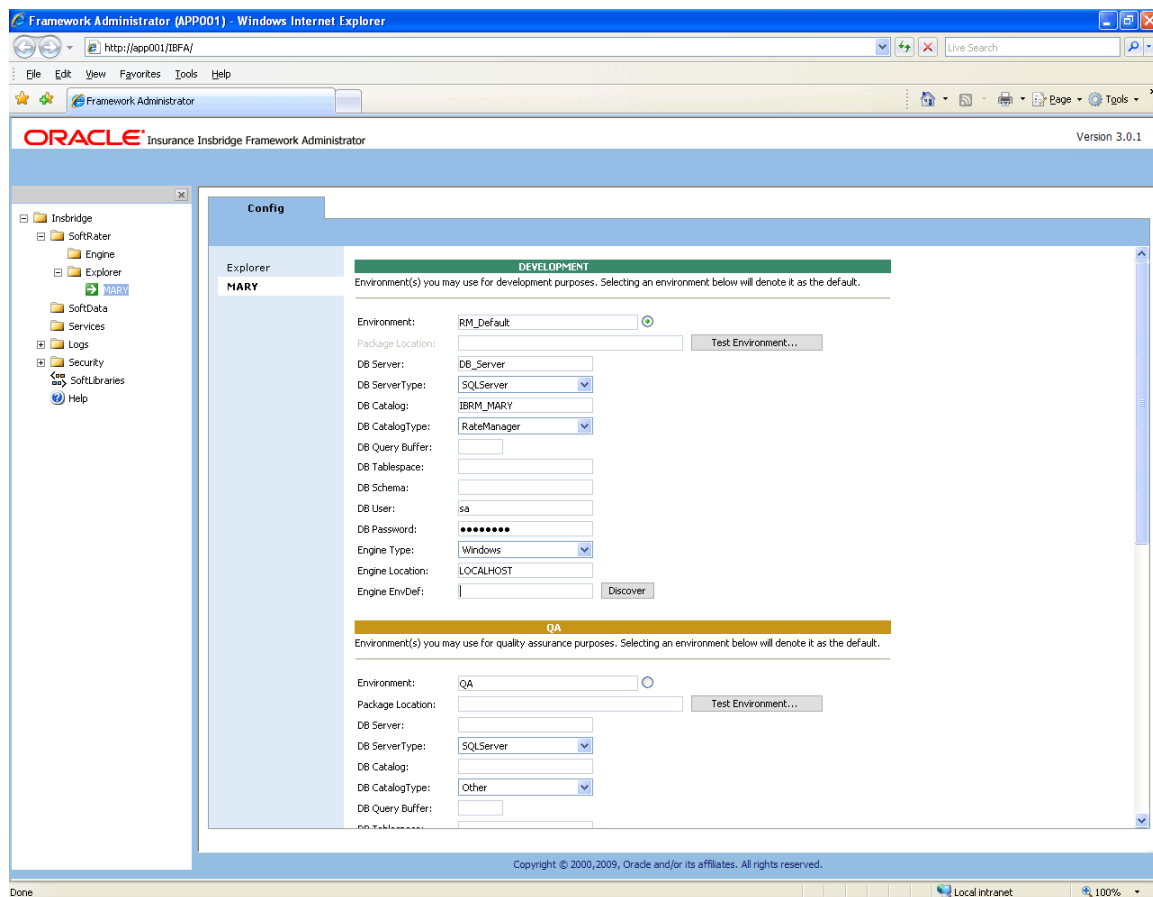 Framework Administrator (APP001) - Windows Internet Explorer
http://app001/IBFA/
Live Search
File Edit View Favorites Tools Help
Framework Administrator
Page Tools
ORACLE Insurance Insbridge Framework Administrator
Version 3.0.1
Insbridge
SoftRater
Engine
Explorer
MARY
SoftData
Services
Logs
Security
SoftLibraries
Help
Config
Explorer
MARY
DEVELOPMENT
Environment(s) you may use for development purposes. Selecting an environment below will denote it as the default.
Environment: RM_Default
Package Location: Test Environment...
DB Server: DB_Server
DB ServerType: SQLServer
DB Catalog: IBRM_MARY
DB CatalogType: RateManager
DB Query Buffer:
DB Tablespace:
DB Schema:
DB User: sa
DB Password: ●●●●●●●●
Engine Type: Windows
Engine Location: LOCALHOST
Engine EnvDef: Discover
QA
Environment(s) you may use for quality assurance purposes. Selecting an environment below will denote it as the default.
Environment: QA
Package Location: Test Environment...
DB Server:
DB ServerType: SQLServer
DB Catalog:
DB CatalogType: Other
DB Query Buffer:
Copyright © 2000,2009, Oracle and/or its affiliates. All rights reserved.
Done
Local intranet
100%